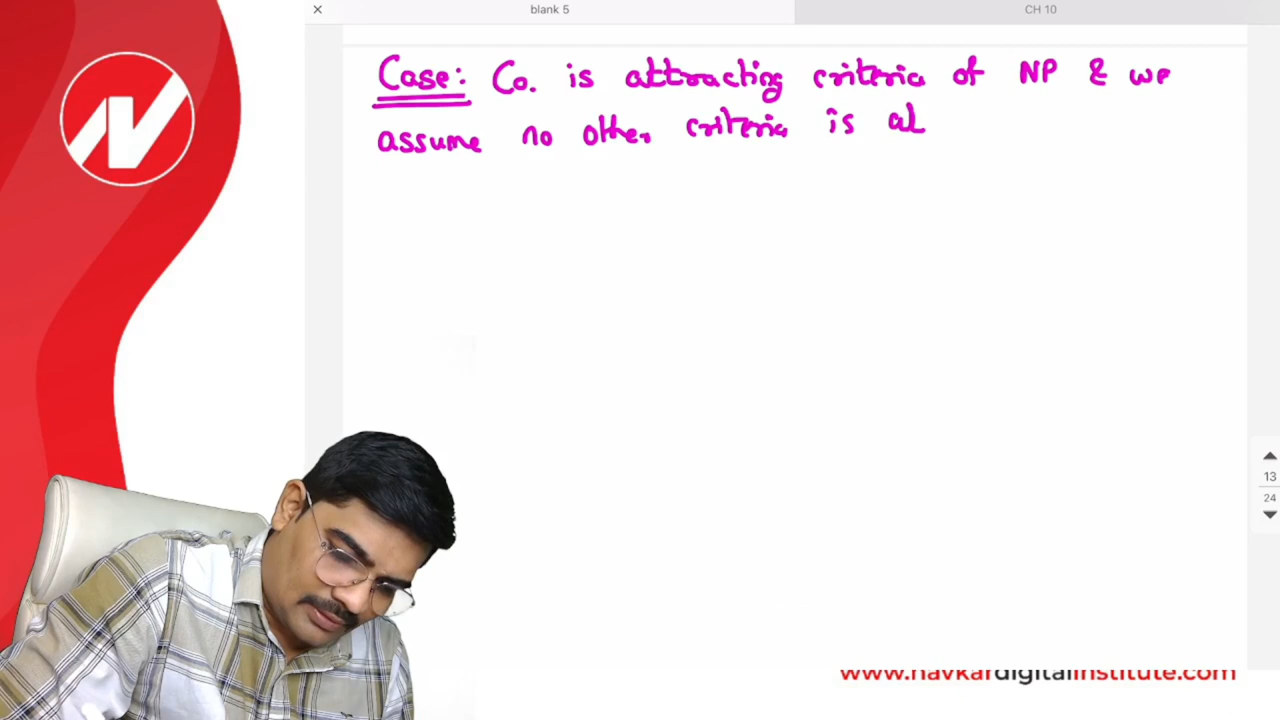 blank 5
CH 10
Case: Co. is attracting criteria of NP & we
assume no other criteria is at
13
24
www.navkardigitalinstitute.com